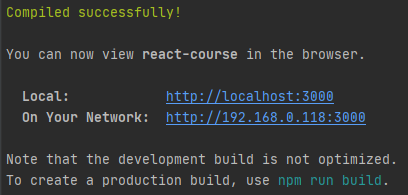 Compiled successfully!
You can now view react-course in the browser.
Local: http://localhost:3000
On Your Network: http://192.168.0.118:3000
Note that the development build is not optimized.
To create a production build, use npm run build.